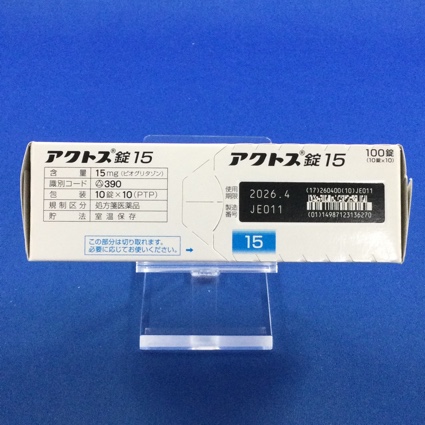 アクトス®錠15
含量 15mg(ピオグリタゾン)
識別コード 390
包装 10錠×10(PTP)
規制区分 処方箋医薬品
貯法 室温保存
この部分は切り取れます。
必要に応じてお使いください。
→
アクトス®錠15
100錠
(10錠×10)
使用期限 2026.4
製造番号 JE011
(17)260400(10)JE011
(01)14987123136270
15